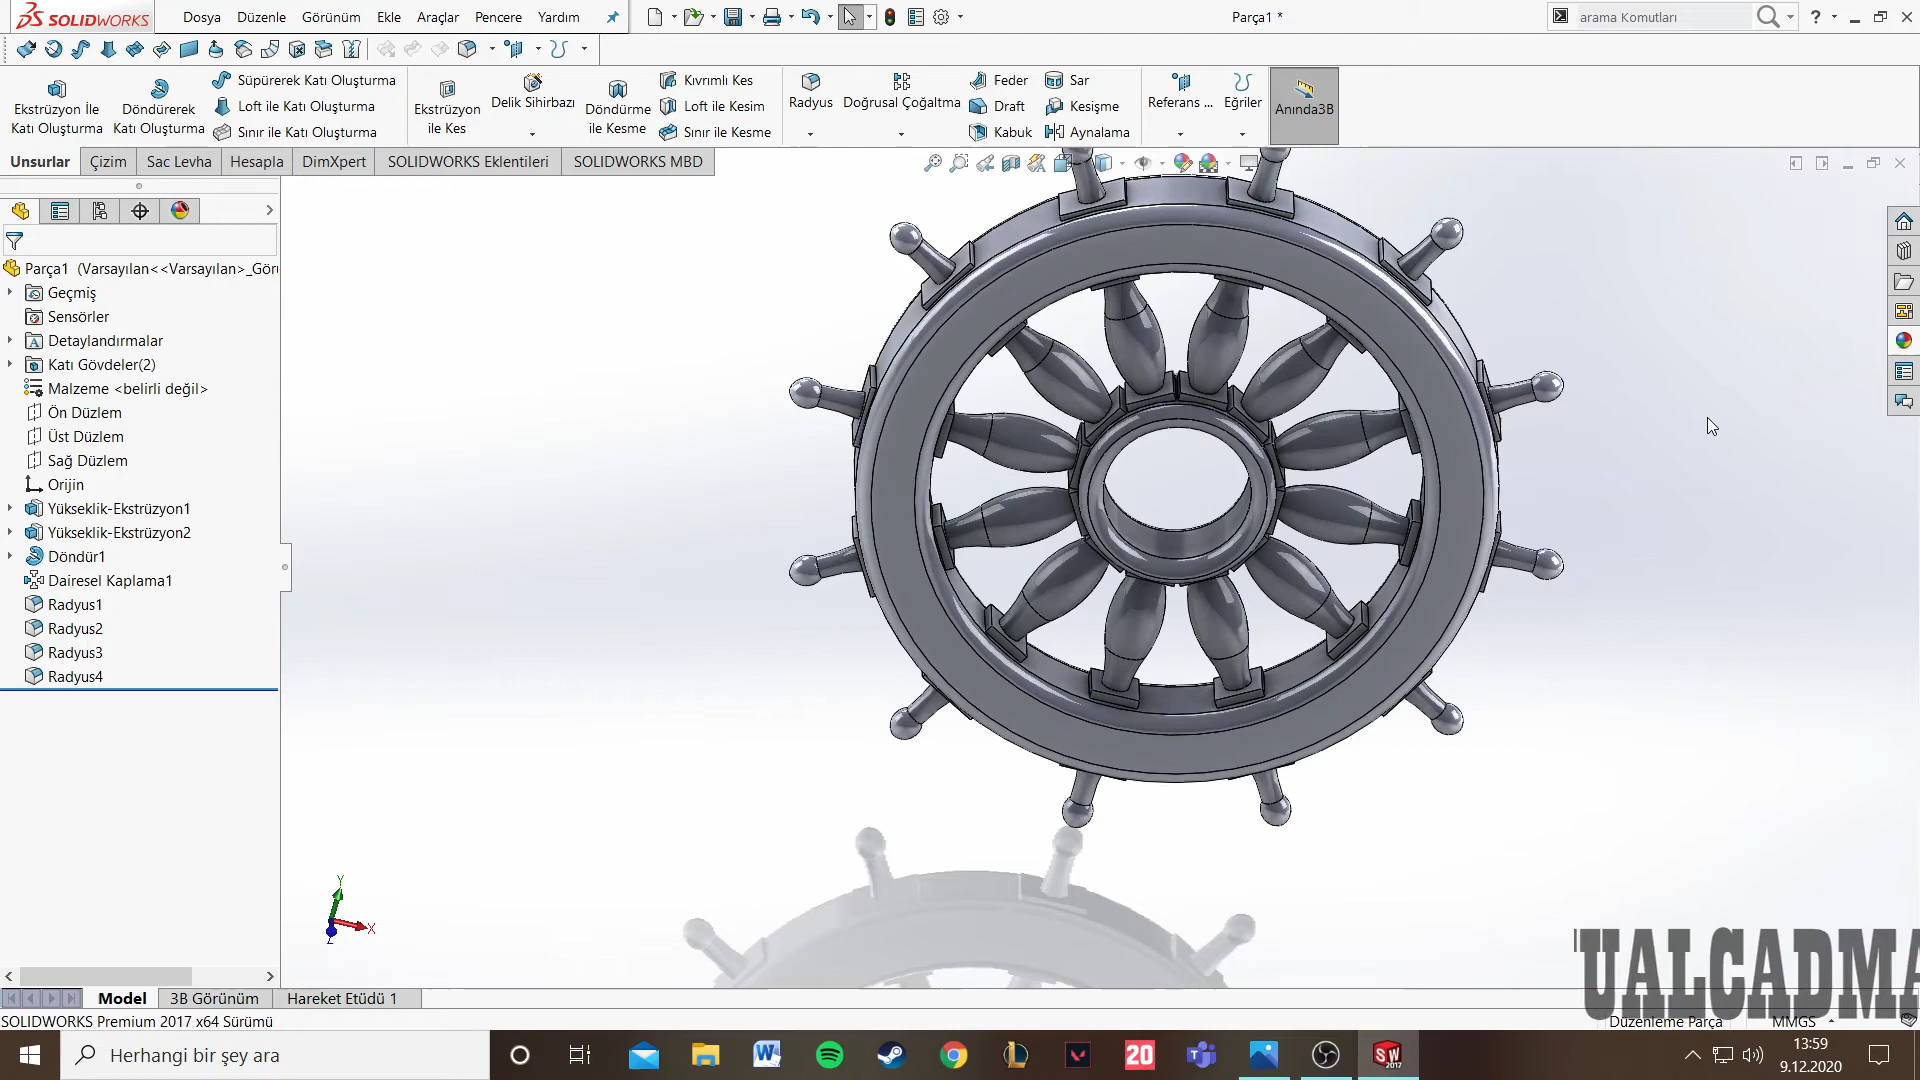 SOLIDWORKS
Dosya Düzenle Görünüm Ekle Araçlar Pencere Yardım
Parça1 *
arama Komutları
Ekstrüzyon İle Katı Oluşturma
Döndürerek Katı Oluşturma
Süpürerek Katı Oluşturma
Loft ile Katı Oluşturma
Sınır ile Katı Oluşturma
Ekstrüzyon ile Kes
Delik Sihirbazı
Döndürme ile Kesme
Kıvrımlı Kes
Loft ile Kesim
Sınır ile Kesme
Radyus
Doğrusal Çoğaltma
Feder
Draft
Kabuk
Sar
Kesişme
Aynalama
Referans ...
Eğriler
Anında3B
Unsurlar Çizim Sac Levha Hesapla DimXpert SOLIDWORKS Eklentileri SOLIDWORKS MBD
Parça1 (Varsayılan<<Varsayılan>_Görü
Geçmiş
Sensörler
Detaylandırmalar
Katı Gövdeler(2)
Malzeme <belirli değil>
Ön Düzlem
Üst Düzlem
Sağ Düzlem
Orijin
Yükseklik-Ekstrüzyon1
Yükseklik-Ekstrüzyon2
Döndür1
Dairesel Kaplama1
Radyus1
Radyus2
Radyus3
Radyus4
Y
X
Z
UALCADMA
Model 3B Görünüm Hareket Etüdü 1
SOLIDWORKS Premium 2017 x64 Sürümü
Düzenleme Parça MMGS
Herhangi bir şey ara
20
SW
2017
13:59
9.12.2020